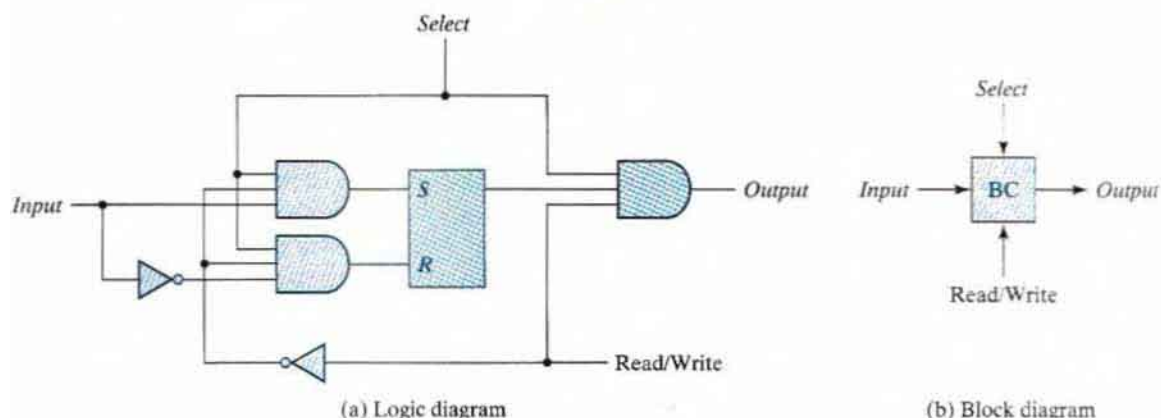 Select
Input
S
R
Output
Read/Write
(a) Logic diagram
Select
Input
BC
Output
Read/Write
(b) Block diagram